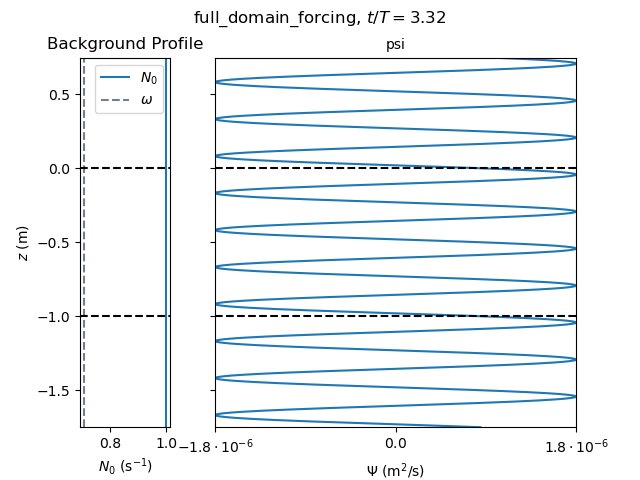 full_domain_forcing, t/T = 3.32
Background Profile
psi
N₀
ω
0.5
0.0
−0.5
−1.0
−1.5
z (m)
0.8
1.0
−1.8 · 10⁻⁶
0.0
1.8 · 10⁻⁶
N₀ (s⁻¹)
Ψ (m²/s)